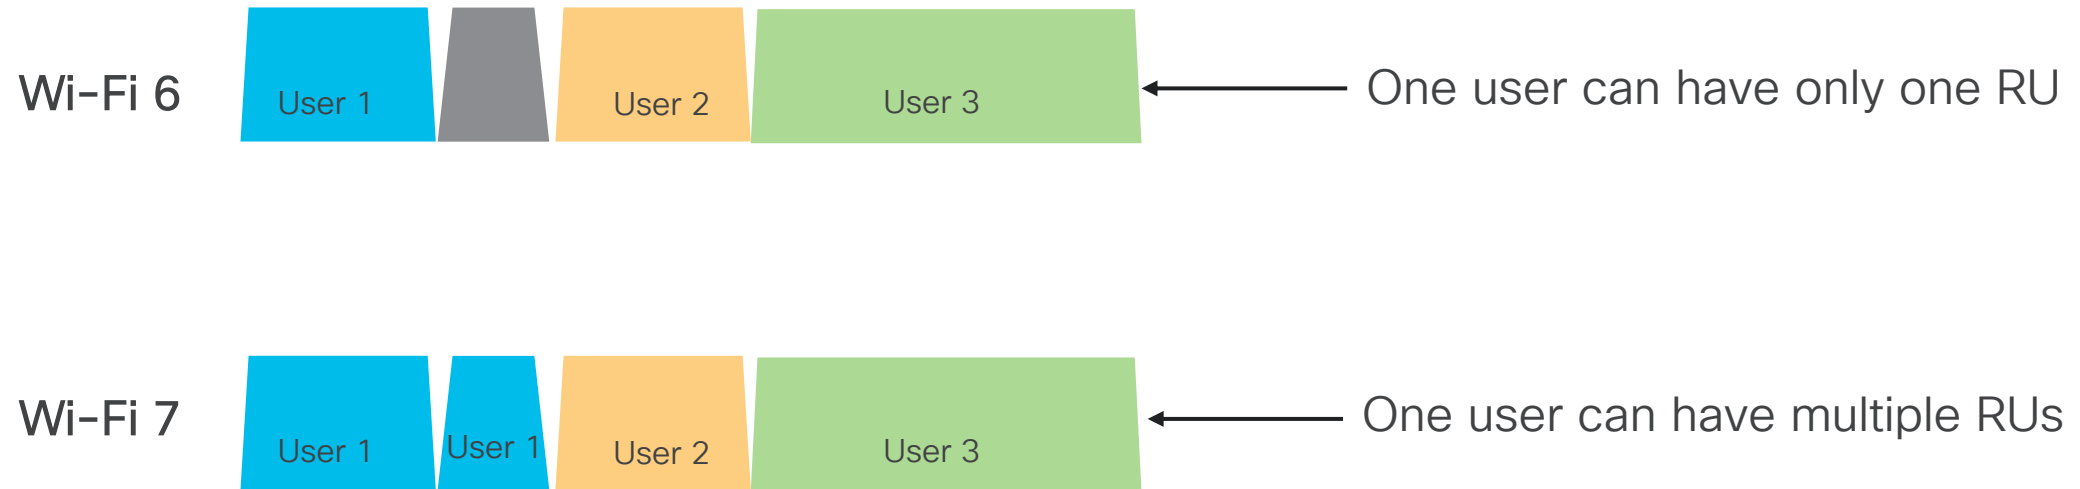 Wi-Fi 6
User 1
User 2
User 3
One user can have only one RU
Wi-Fi 7
User 1
User 1
User 2
User 3
One user can have multiple RUs